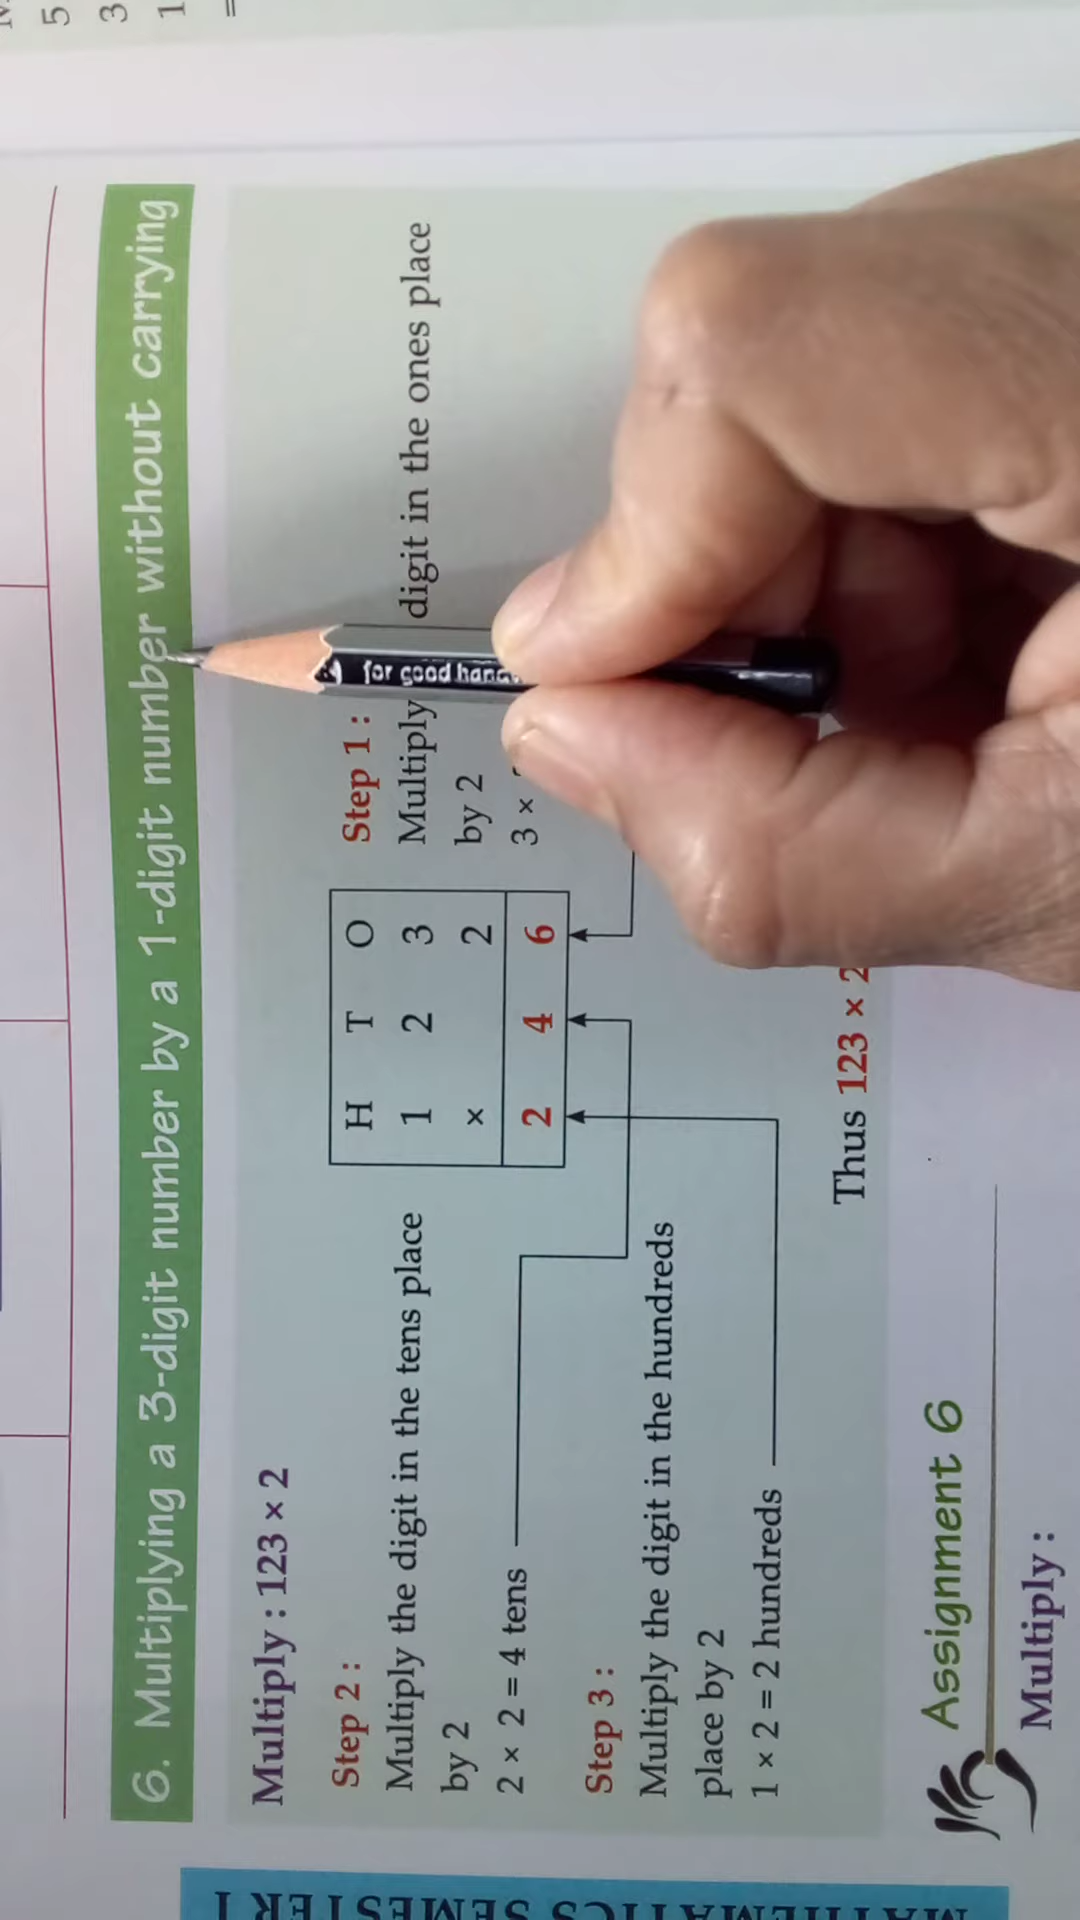 6. Multiplying a 3-digit number by a 1-digit number without carrying
Multiply : 123 × 2
Step 2 :
Multiply the digit in the tens place
by 2
2 × 2 = 4 tens
Step 3 :
Multiply the digit in the hundreds
place by 2
1 × 2 = 2 hundreds
H T O
1 2 3
× 2
2 4 6
Step 1 :
Multiply digit in the ones place
by 2
3 ×
for good
Thus 123 × 2
Assignment 6
Multiply :
MATHEMATICS SEMESTER I
5
3
1
=